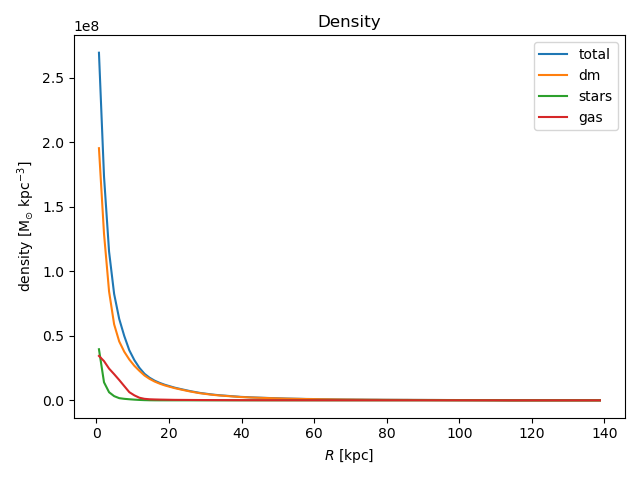 Density
1e8
total
dm
stars
gas
2.5
2.0
1.5
1.0
0.5
0.0
density [M⊙ kpc⁻³]
0 20 40 60 80 100 120 140
R [kpc]